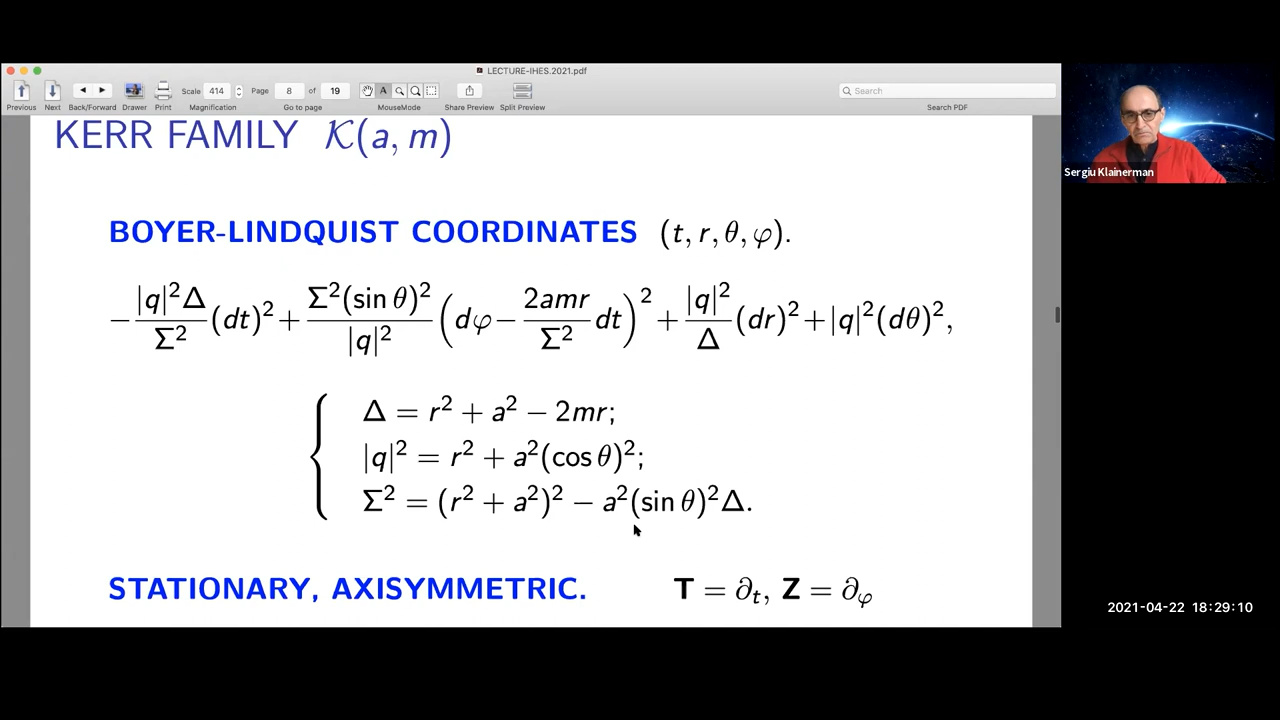 LECTURE-IHES.2021.pdf
Scale 414 Page 8 of 19 Search
Previous Next Back/Forward Drawer Print Magnification Go to page MouseMode Share Preview Split Preview Search PDF
KERR FAMILY 𝒦(a, m)
Sergiu Klainerman
BOYER-LINDQUIST COORDINATES (t, r, θ, φ).
−|q|²Δ/Σ² (dt)² + Σ²(sin θ)²/|q|² (dφ − 2amr/Σ² dt)² + |q|²/Δ (dr)² + |q|²(dθ)²,
Δ = r² + a² − 2mr;
|q|² = r² + a²(cos θ)²;
Σ² = (r² + a²)² − a²(sin θ)²Δ.
STATIONARY, AXISYMMETRIC. T = ∂t, Z = ∂φ
2021-04-22 18:29:10